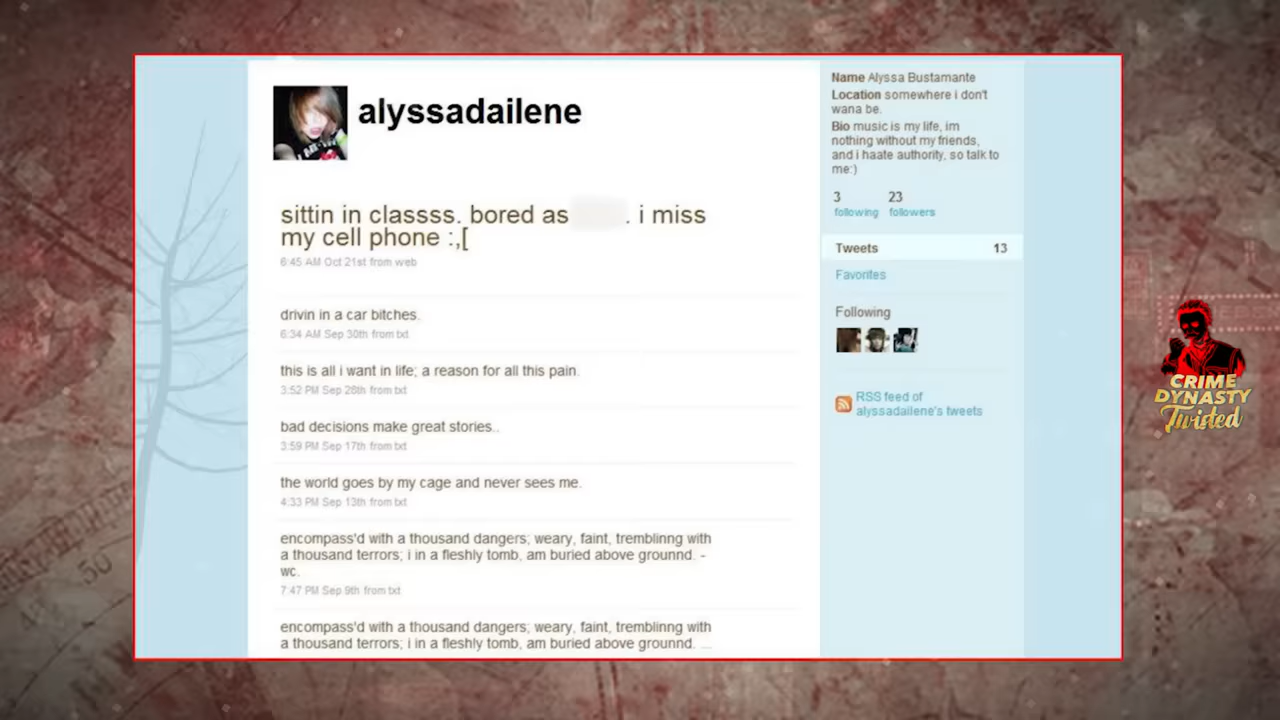 alyssadailene
sittin in classss. bored as . i miss
my cell phone :,[
6:45 AM Oct 21st from web
drivin in a car bitches.
6:34 AM Sep 30th from txt
this is all i want in life; a reason for all this pain.
3:52 PM Sep 28th from txt
bad decisions make great stories..
3:59 PM Sep 17th from txt
the world goes by my cage and never sees me.
4:33 PM Sep 13th from txt
encompass'd with a thousand dangers; weary, faint, tremblinng with
a thousand terrors; i in a fleshly tomb, am buried above grounnd. -
wc.
7:47 PM Sep 9th from txt
encompass'd with a thousand dangers; weary, faint, tremblinng with
a thousand terrors; i in a fleshly tomb, am buried above grounnd. ...
Name Alyssa Bustamante
Location somewhere i don't
wana be.
Bio music is my life, im
nothing without my friends,
and i haate authority, so talk to
me:)
3 23
following followers
Tweets 13
Favorites
Following
RSS feed of
alyssadailene's tweets
CRIME
DYNASTY
Twisted
50